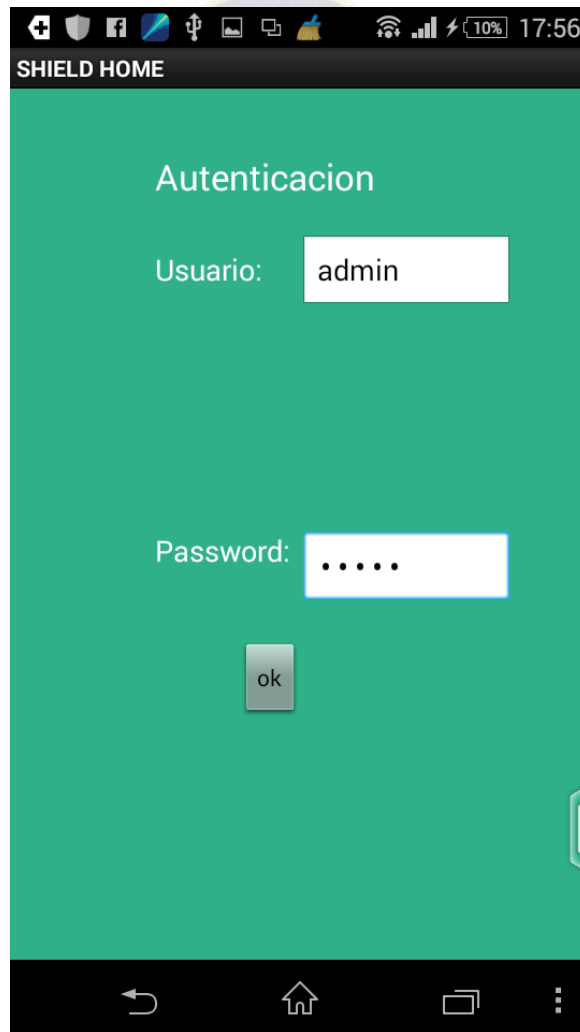 10% 17:56
SHIELD HOME
Autenticacion
Usuario: admin
Password: •••••
ok